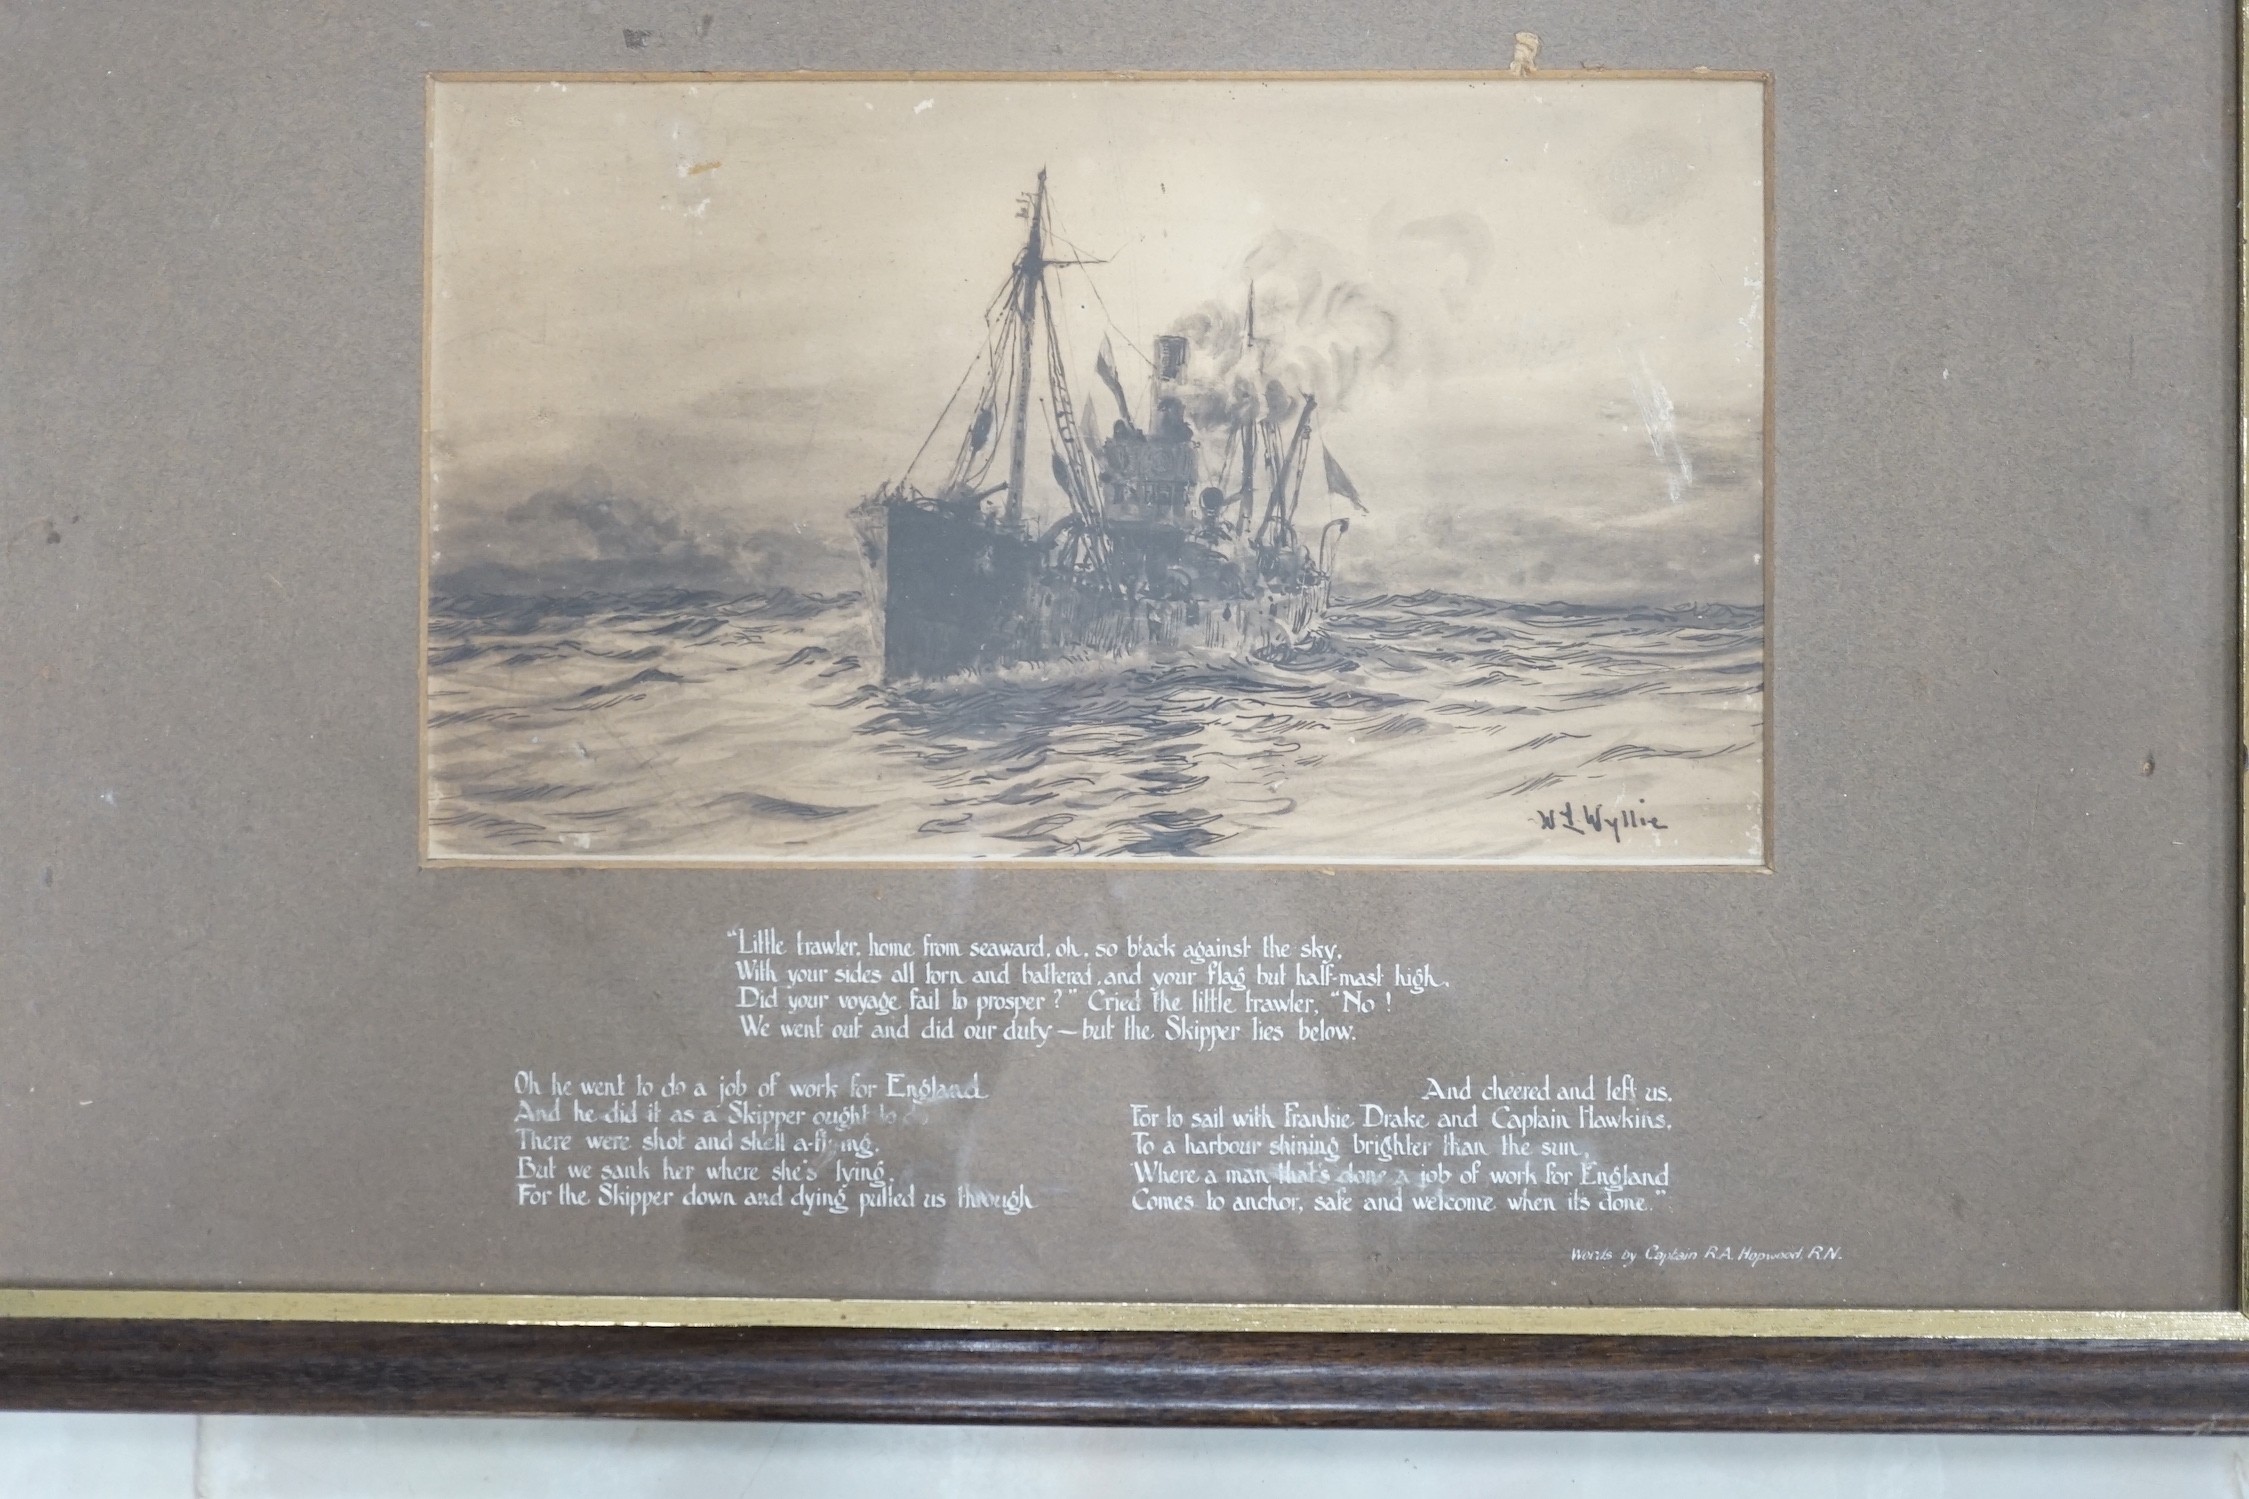 W L Wyllie
"Little trawler, home from seaward, oh, so black against the sky,
With your sides all torn and battered, and your flag but half-mast high,
Did your voyage fail to prosper?" Cried the little trawler, "No!
We went out and did our duty — but the Skipper lies below.
Oh he went to do a job of work for England
And he did it as a Skipper ought to do
There were shot and shell a-flying,
But we sank her where she's lying,
For the Skipper down and dying pulled us through
And cheered and left us,
For to sail with Frankie Drake and Captain Hawkins,
To a harbour shining brighter than the sun,
Where a man that's done a job of work for England
Comes to anchor, safe and welcome when its done."
Words by Captain R.A. Hopwood, R.N.